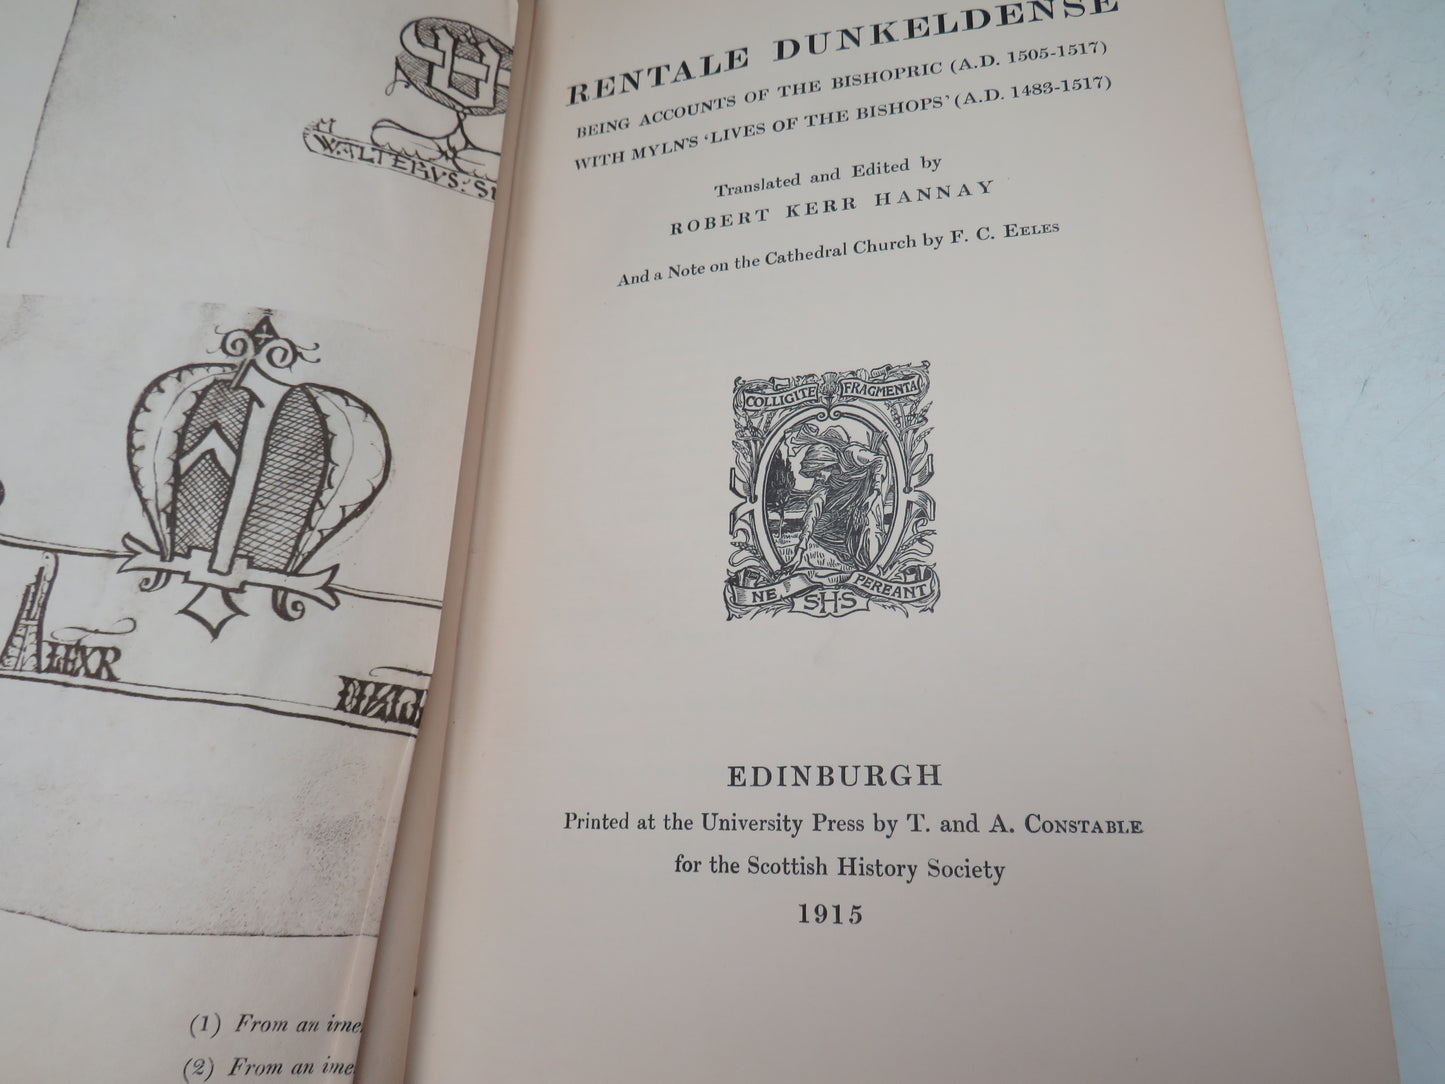 WALTERVS:
ALEXR
(1) From an
(2) From an
RENTALE DUNKELDENSE
BEING ACCOUNTS OF THE BISHOPRIC (A.D. 1505-1517)
WITH MYLN'S ‘LIVES OF THE BISHOPS’ (A.D. 1483-1517)
Translated and Edited by
ROBERT KERR HANNAY
And a Note on the Cathedral Church by F. C. EELES
COLLIGITE FRAGMENTA
NE PEREANT
S·H·S
EDINBURGH
Printed at the University Press by T. and A. CONSTABLE
for the Scottish History Society
1915